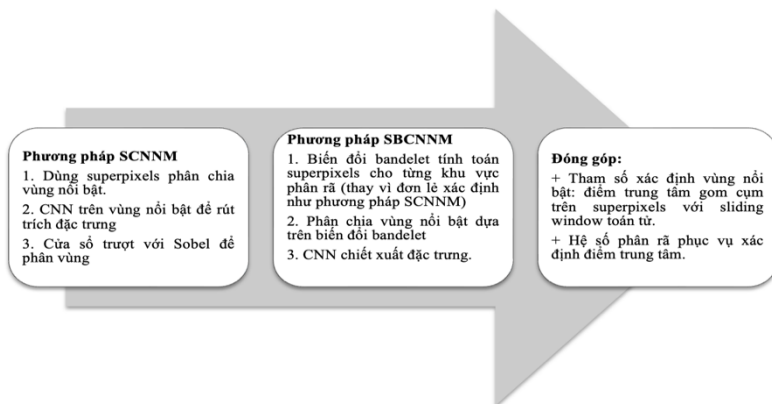 Phương pháp SCNNM
1. Dùng superpixels phân chia
vùng nổi bật.
2. CNN trên vùng nổi bật để rút
trích đặc trưng
3. Cửa sổ trượt với Sobel để
phân vùng
Phương pháp SBCNNM
1. Biến đổi bandelet tính toán
superpixels cho từng khu vực
phân rã (thay vì đơn lẻ xác định
như phương pháp SCNNM)
2. Phân chia vùng nổi bật dựa
trên biến đổi bandelet
3. CNN chiết xuất đặc trưng.
Đóng góp:
+ Tham số xác định vùng nổi
bật: điểm trung tâm gom cụm
trên superpixels với sliding
window toán tử.
+ Hệ số phân rã phục vụ xác
định điểm trung tâm.